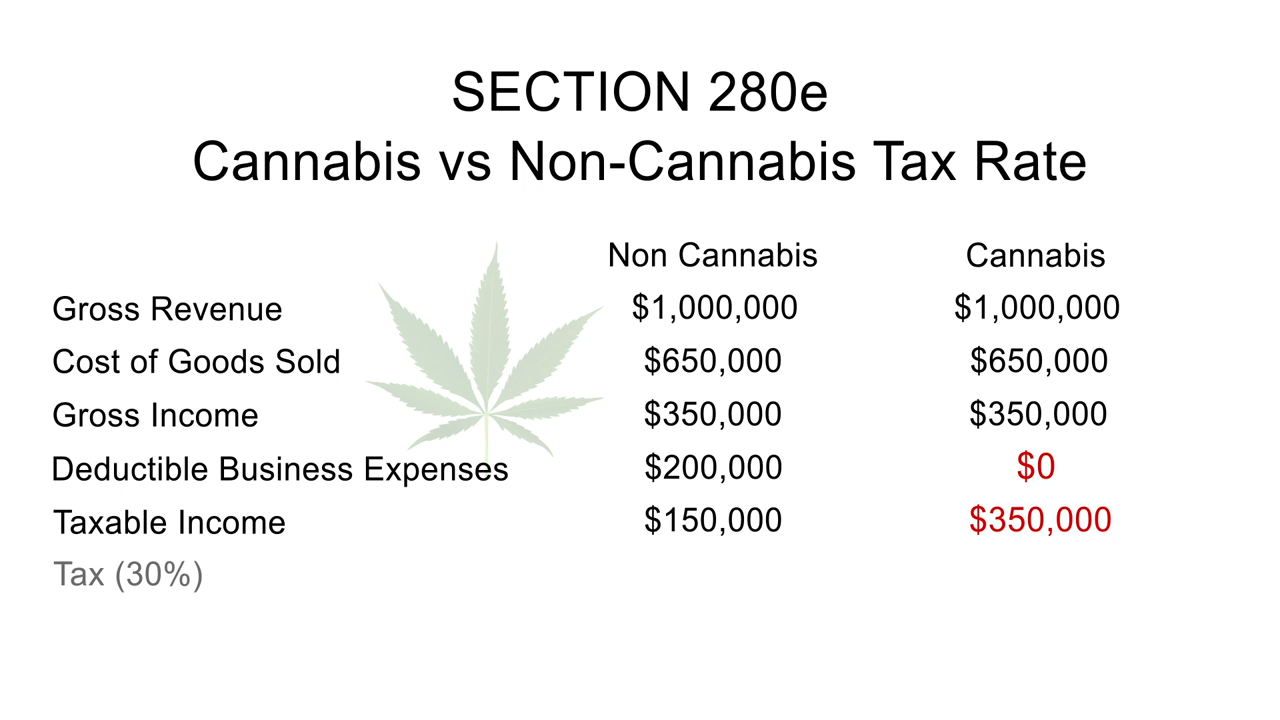 SECTION 280e
Cannabis vs Non-Cannabis Tax Rate
Non Cannabis Cannabis
Gross Revenue $1,000,000 $1,000,000
Cost of Goods Sold $650,000 $650,000
Gross Income $350,000 $350,000
Deductible Business Expenses $200,000 $0
Taxable Income $150,000 $350,000
Tax (30%)